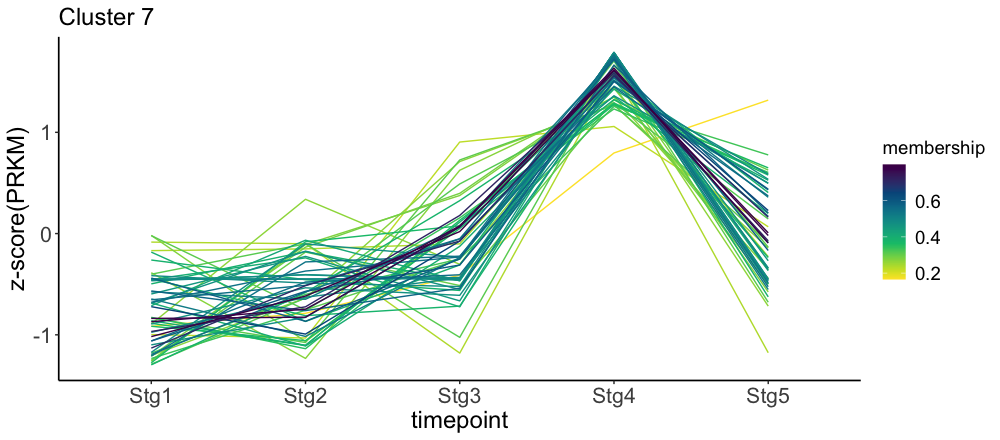 Cluster 7
z-score(PRKM)
1
0
-1
Stg1 Stg2 Stg3 Stg4 Stg5
timepoint
membership
0.6
0.4
0.2